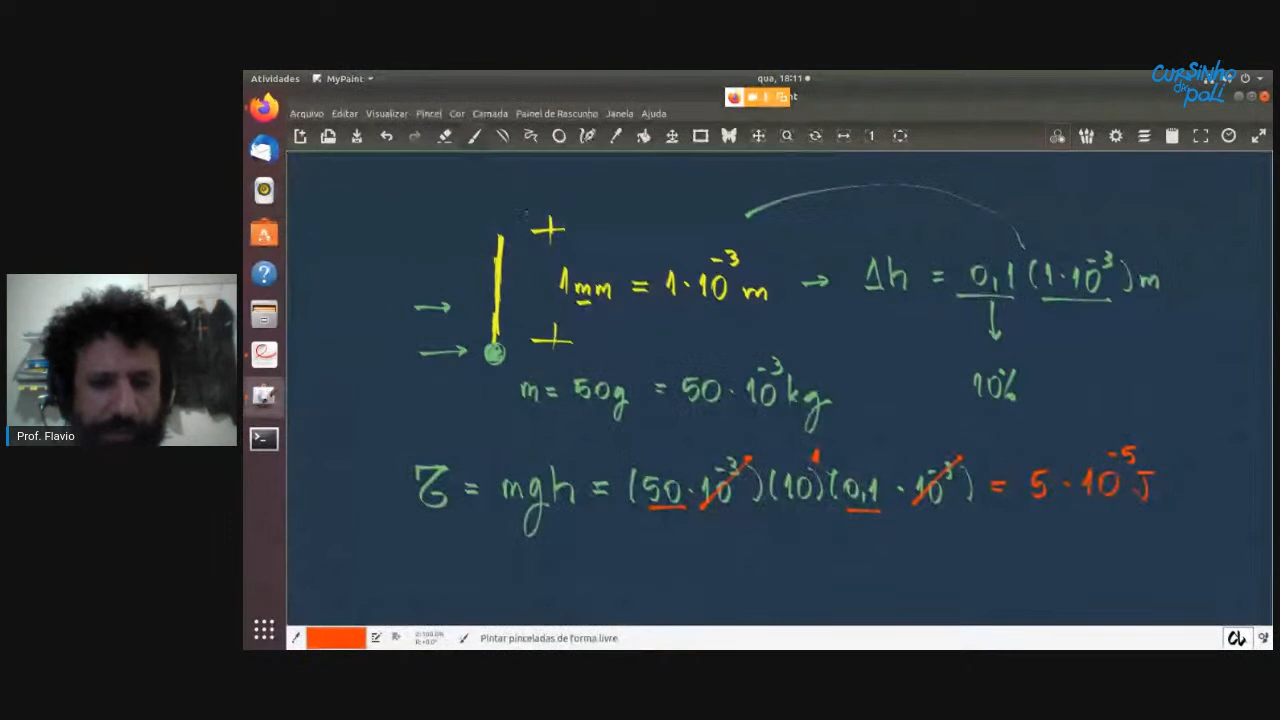 CURSINHO
da
POLI
Atividades MyPaint qua, 18:11
Arquivo Editar Visualizar Pincel Cor Camada Painel de Rascunho Janela Ajuda
1mm = 1·10⁻³ m → Δh = 0,1 (1·10⁻³) m
10%
m = 50g = 50·10⁻³ kg
Prof. Flavio
τ = mgh = (50·10⁻³)(10)(0,1·10⁻³) = 5·10⁻⁵ J
Pintar pinceladas de forma livre